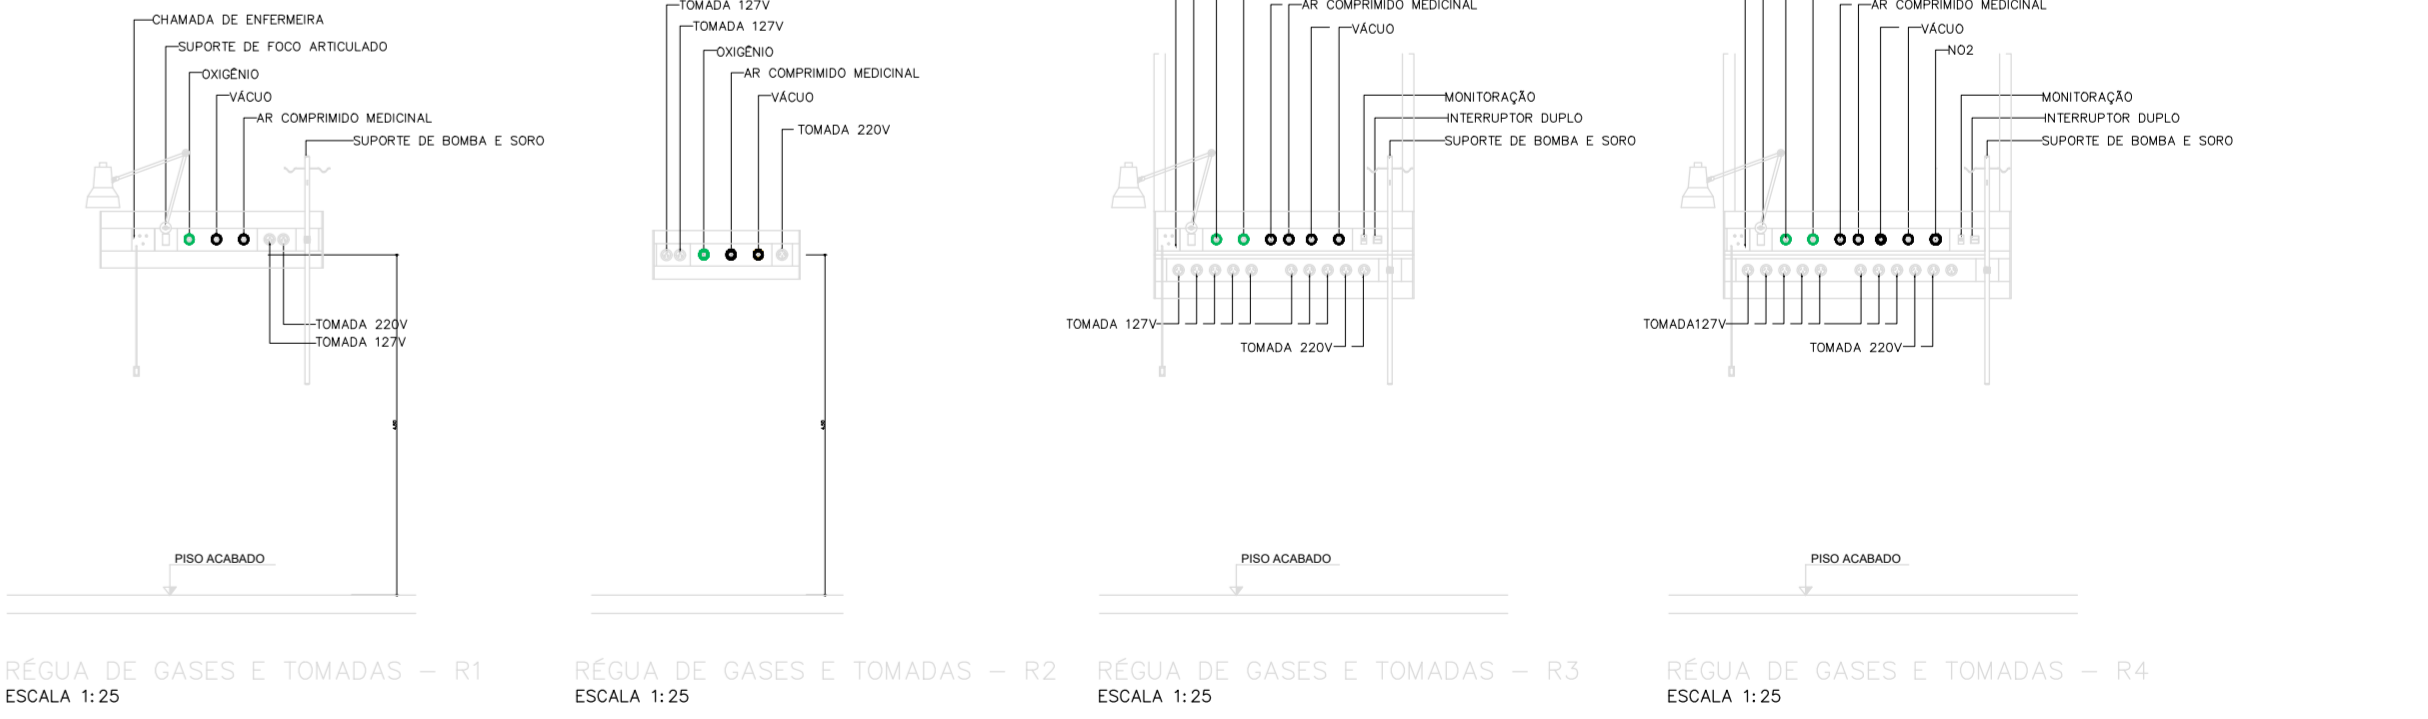 CHAMADA DE ENFERMEIRA
SUPORTE DE FOCO ARTICULADO
OXIGÊNIO
VÁCUO
AR COMPRIMIDO MEDICINAL
SUPORTE DE BOMBA E SORO
TOMADA 220V
TOMADA 127V
PISO ACABADO
RÉGUA DE GASES E TOMADAS – R1
ESCALA 1:25
TOMADA 127V
TOMADA 127V
OXIGÊNIO
AR COMPRIMIDO MEDICINAL
VÁCUO
TOMADA 220V
RÉGUA DE GASES E TOMADAS – R2
ESCALA 1:25
AR COMPRIMIDO MEDICINAL
VÁCUO
MONITORAÇÃO
INTERRUPTOR DUPLO
SUPORTE DE BOMBA E SORO
TOMADA 127V
TOMADA 220V
PISO ACABADO
RÉGUA DE GASES E TOMADAS – R3
ESCALA 1:25
AR COMPRIMIDO MEDICINAL
VÁCUO
NO2
MONITORAÇÃO
INTERRUPTOR DUPLO
SUPORTE DE BOMBA E SORO
TOMADA127V
TOMADA 220V
PISO ACABADO
RÉGUA DE GASES E TOMADAS – R4
ESCALA 1:25